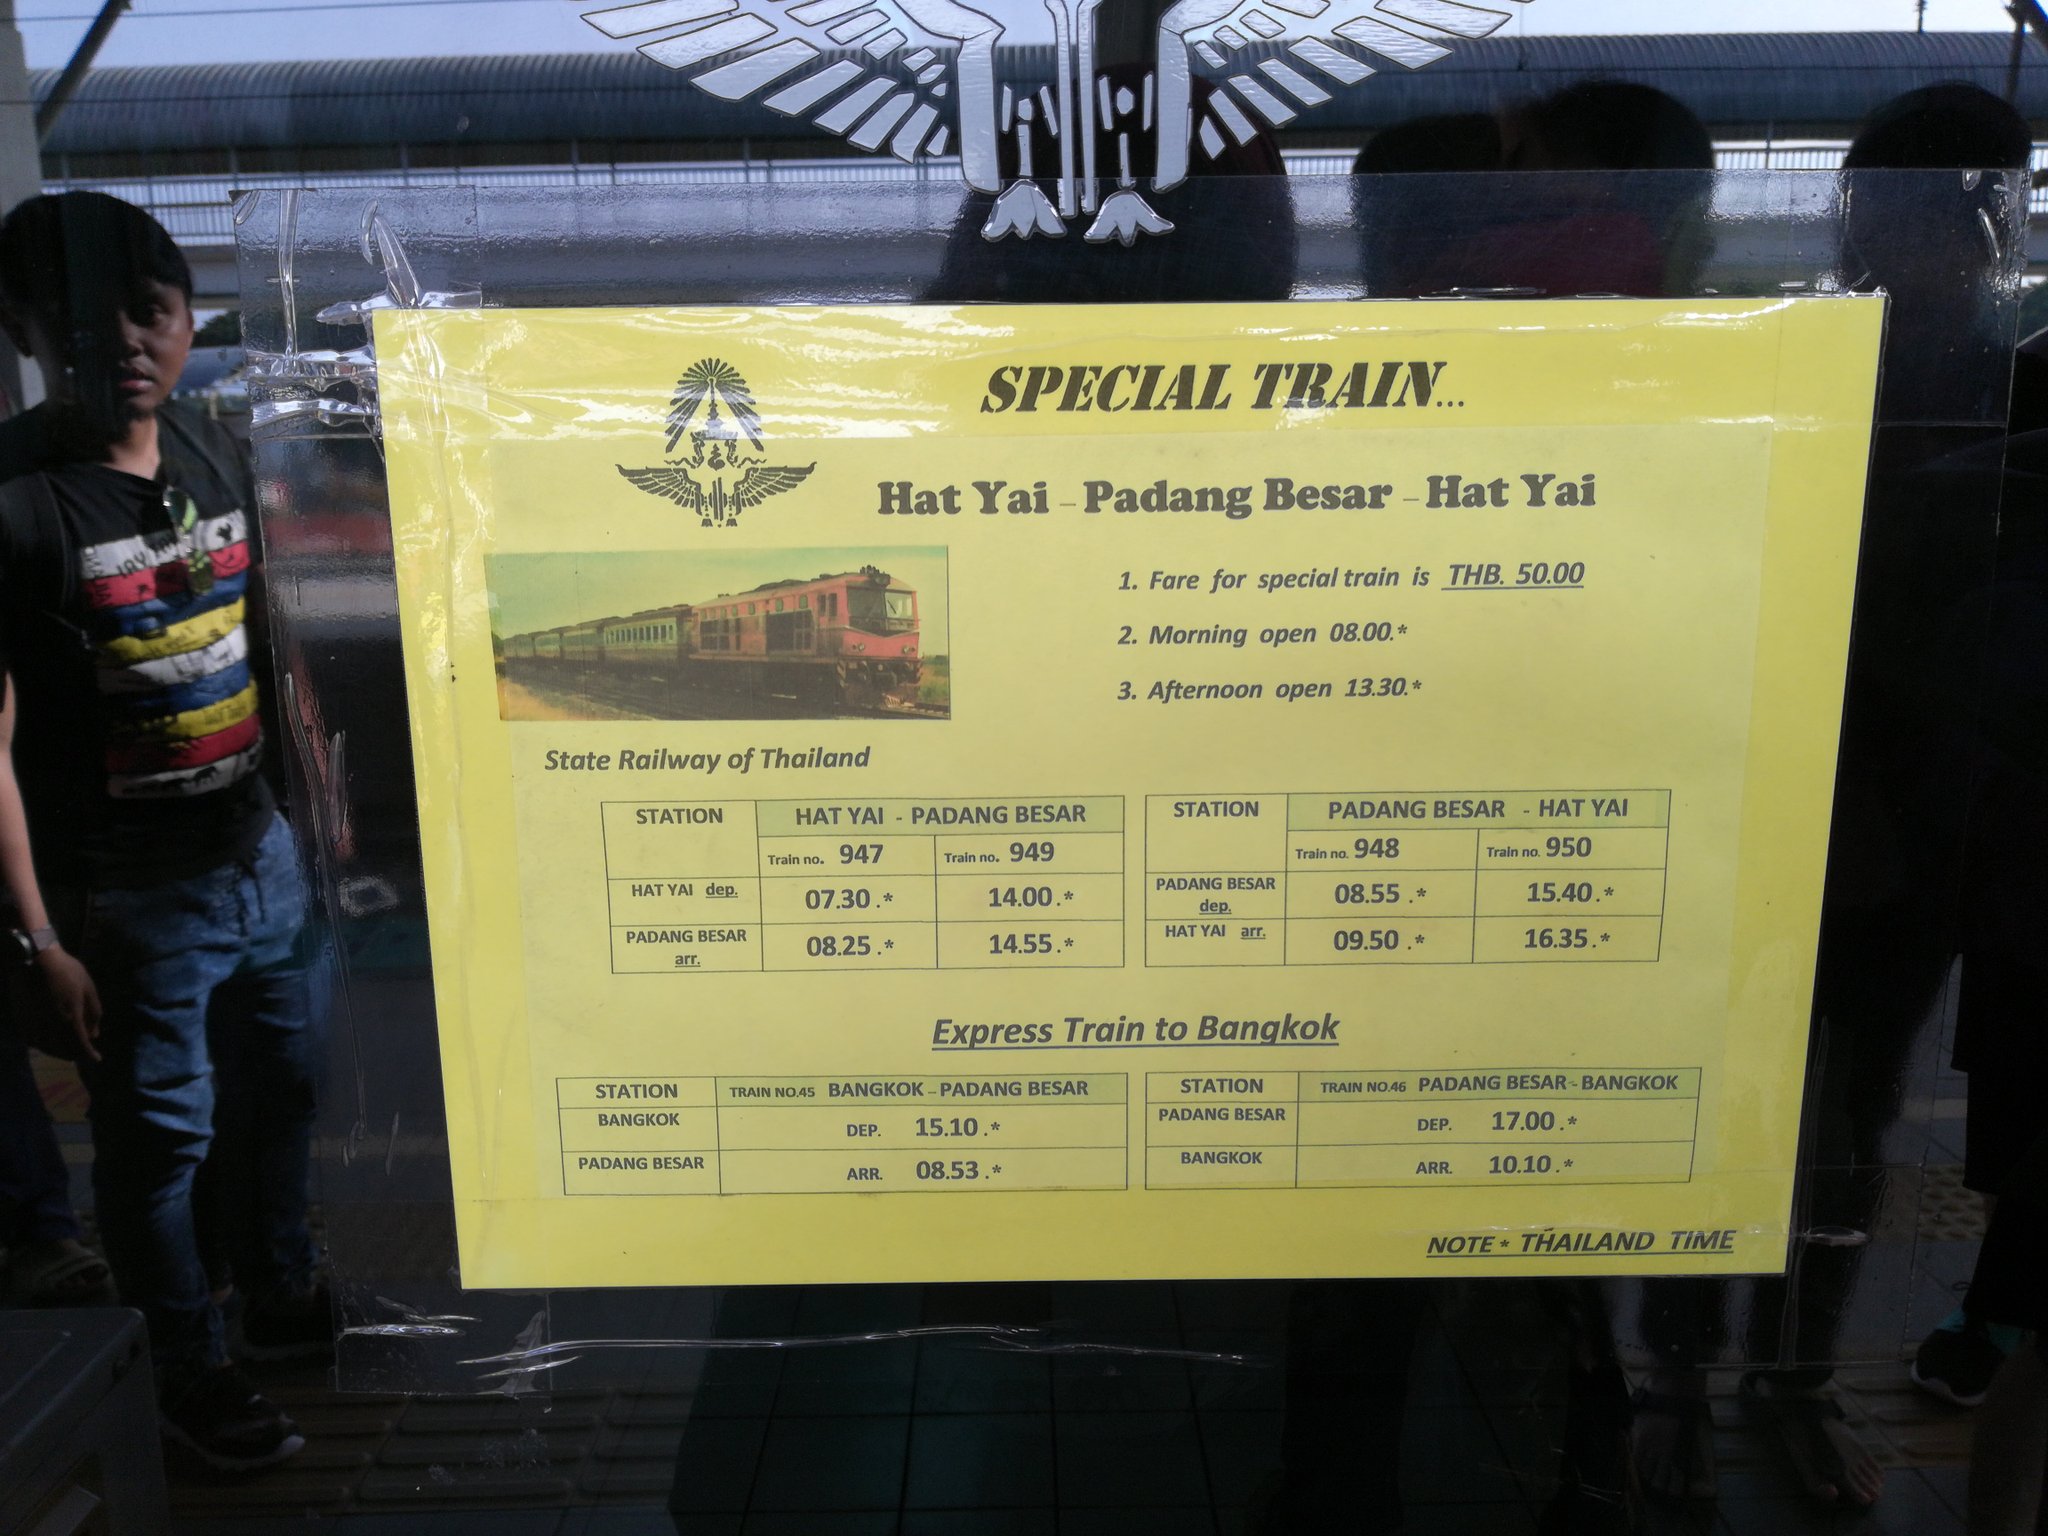 SPECIAL TRAIN...
Hat Yai – Padang Besar – Hat Yai
1. Fare for special train is THB. 50.00
2. Morning open 08.00.*
3. Afternoon open 13.30.*
State Railway of Thailand
STATION HAT YAI - PADANG BESAR
Train no. 947 Train no. 949
HAT YAI dep. 07.30 .* 14.00 .*
PADANG BESAR arr. 08.25 .* 14.55 .*
STATION PADANG BESAR - HAT YAI
Train no. 948 Train no. 950
PADANG BESAR dep. 08.55 .* 15.40 .*
HAT YAI arr. 09.50 .* 16.35 .*
Express Train to Bangkok
STATION TRAIN NO.45 BANGKOK – PADANG BESAR
BANGKOK DEP. 15.10 .*
PADANG BESAR ARR. 08.53 .*
STATION TRAIN NO.46 PADANG BESAR - BANGKOK
PADANG BESAR DEP. 17.00 .*
BANGKOK ARR. 10.10 .*
NOTE * THAILAND TIME